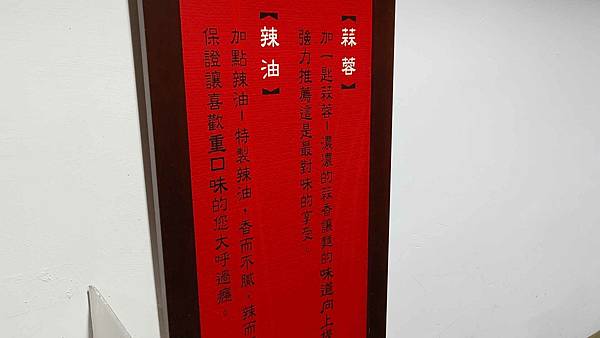 【蒜蓉】
加一匙蒜蓉－濃濃的蒜香讓麵的味道向上提
強力推薦這是最對味的享受。
【辣油】
加點辣油－特製辣油，香而不膩，辣而
保證讓喜歡重口味的您大呼過癮。